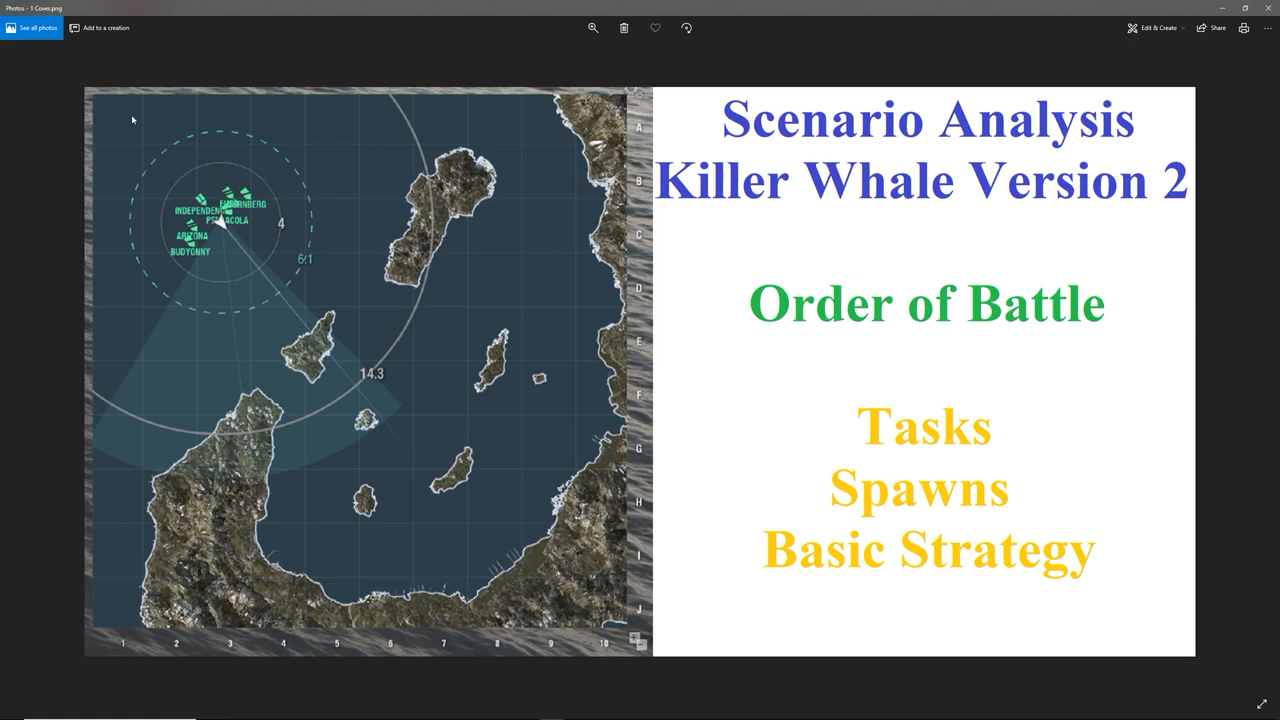 Photos - 1 Cover.png
See all photos
Add to a creation
Edit & Create
Share
Scenario Analysis
Killer Whale Version 2
Order of Battle
Tasks
Spawns
Basic Strategy
A
B
C
D
E
F
G
H
I
J
4
6.1
14.3
ARIZONA
BUDYONNY
1 2 3 4 5 6 7 8 9 10